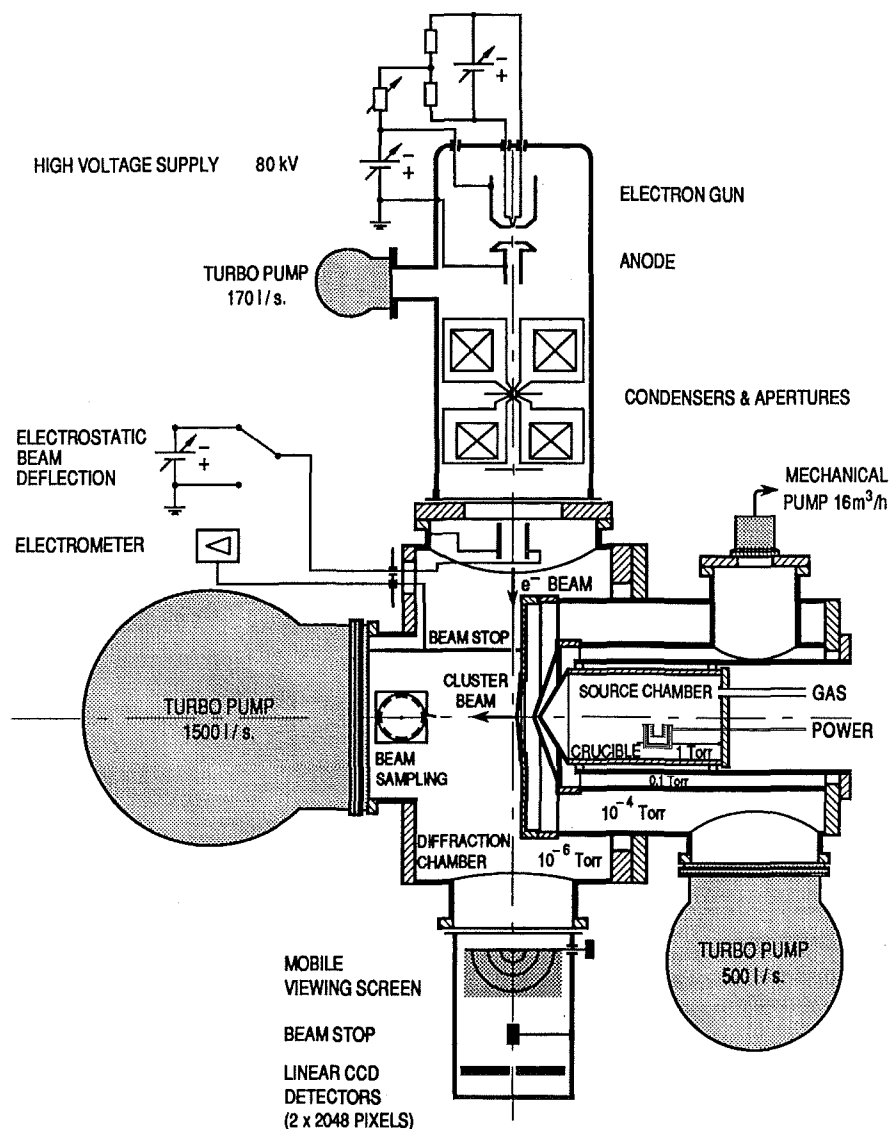 HIGH VOLTAGE SUPPLY 80 kV
−
+
−
+
ELECTRON GUN
ANODE
TURBO PUMP
170 l / s.
CONDENSERS & APERTURES
ELECTROSTATIC
BEAM
DEFLECTION
−
+
MECHANICAL
PUMP 16m³/h
ELECTROMETER
e⁻ BEAM
BEAM STOP
CLUSTER
BEAM
SOURCE CHAMBER
GAS
POWER
TURBO PUMP
1500 l / s.
CRUCIBLE
1 Torr
BEAM
SAMPLING
0.1 Torr
10⁻⁴ Torr
DIFFRACTION
CHAMBER
10⁻⁶ Torr
TURBO PUMP
500 l / s.
MOBILE
VIEWING SCREEN
BEAM STOP
LINEAR CCD
DETECTORS
(2 x 2048 PIXELS)